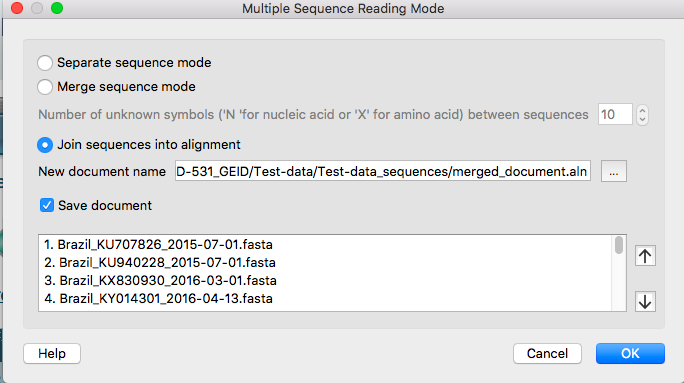 Multiple Sequence Reading Mode
Separate sequence mode
Merge sequence mode
Number of unknown symbols ('N 'for nucleic acid or 'X' for amino acid) between sequences 10
Join sequences into alignment
New document name D-531_GEID/Test-data/Test-data_sequences/merged_document.aln ...
Save document
1. Brazil_KU707826_2015-07-01.fasta
2. Brazil_KU940228_2015-07-01.fasta
3. Brazil_KX830930_2016-03-01.fasta
4. Brazil_KY014301_2016-04-13.fasta
Help Cancel OK